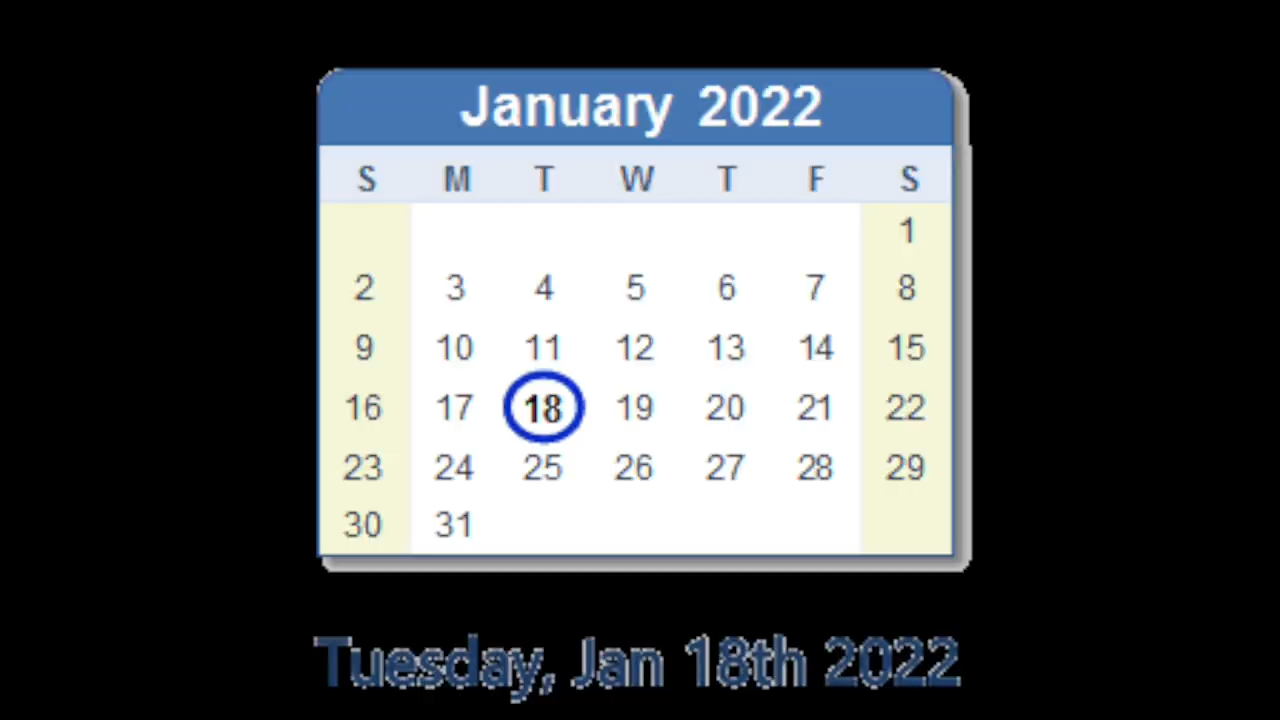 January 2022
S M T W T F S
1
2 3 4 5 6 7 8
9 10 11 12 13 14 15
16 17 18 19 20 21 22
23 24 25 26 27 28 29
30 31
Tuesday, Jan 18th 2022